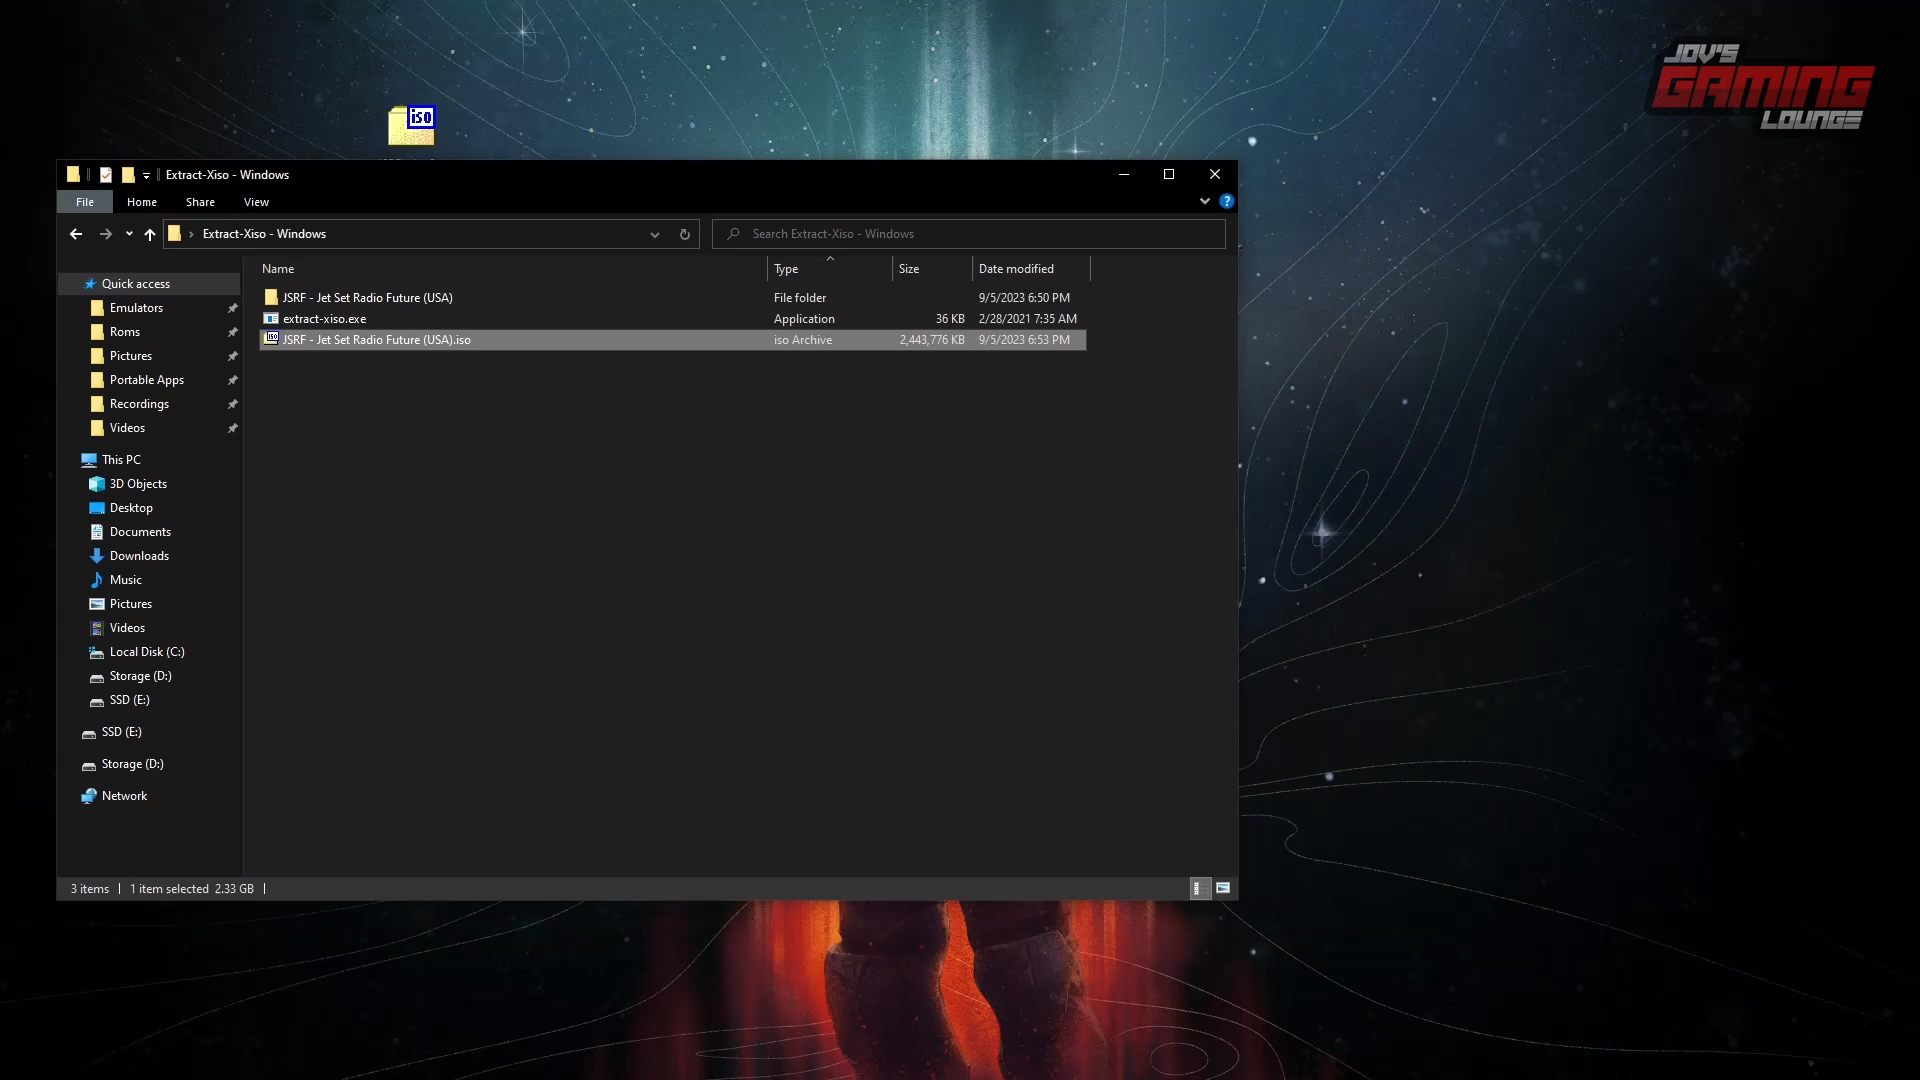 JOV'S
GAMING
LOUNGE
iso
Extract-Xiso - Windows
File Home Share View
Extract-Xiso - Windows
Search Extract-Xiso - Windows
Name Type Size Date modified
JSRF - Jet Set Radio Future (USA) File folder 9/5/2023 6:50 PM
extract-xiso.exe Application 36 KB 2/28/2021 7:35 AM
JSRF - Jet Set Radio Future (USA).iso iso Archive 2,443,776 KB 9/5/2023 6:53 PM
Quick access
Emulators
Roms
Pictures
Portable Apps
Recordings
Videos
This PC
3D Objects
Desktop
Documents
Downloads
Music
Pictures
Videos
Local Disk (C:)
Storage (D:)
SSD (E:)
SSD (E:)
Storage (D:)
Network
3 items 1 item selected 2.33 GB